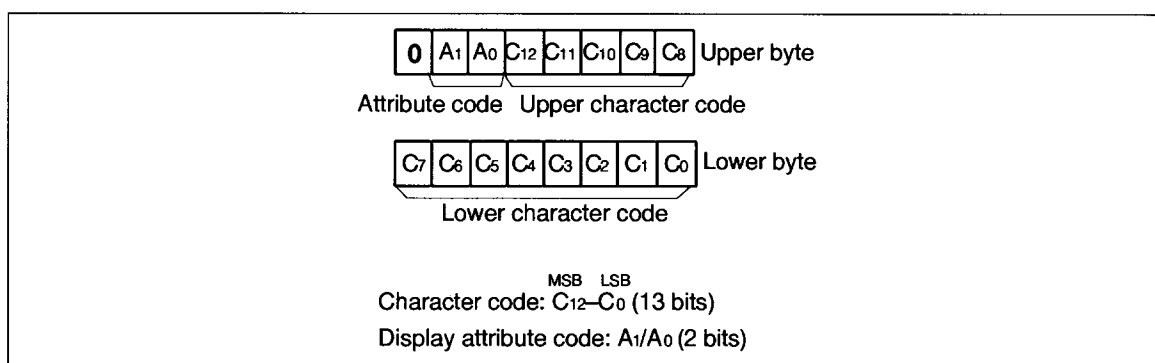 0 A1 A0 C12 C11 C10 C9 C8 Upper byte
Attribute code Upper character code
C7 C6 C5 C4 C3 C2 C1 C0 Lower byte
Lower character code
MSB LSB
Character code: C12–C0 (13 bits)
Display attribute code: A1/A0 (2 bits)